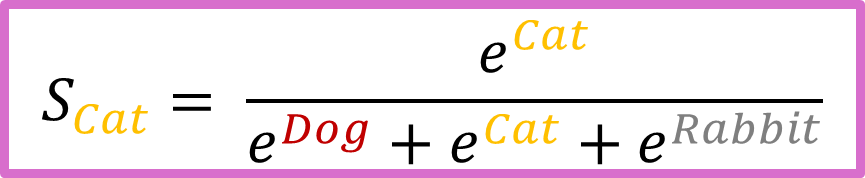 S_Cat = e^Cat / (e^Dog + e^Cat + e^Rabbit)